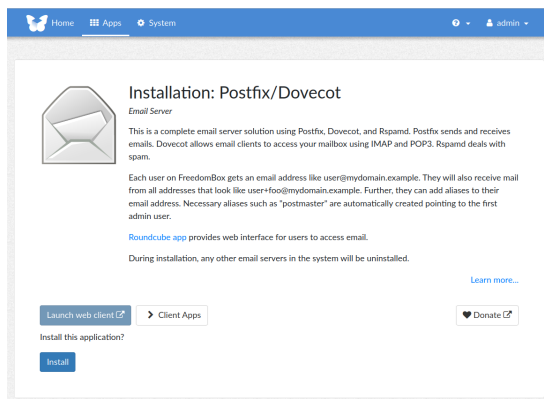 Home Apps System admin
Installation: Postfix/Dovecot
Email Server
This is a complete email server solution using Postfix, Dovecot, and Rspamd. Postfix sends and receives
emails. Dovecot allows email clients to access your mailbox using IMAP and POP3. Rspamd deals with
spam.
Each user on FreedomBox gets an email address like user@mydomain.example. They will also receive mail
from all addresses that look like user+foo@mydomain.example. Further, they can add aliases to their
email address. Necessary aliases such as "postmaster" are automatically created pointing to the first
admin user.
Roundcube app provides web interface for users to access email.
During installation, any other email servers in the system will be uninstalled.
Learn more...
Launch web client Client Apps Donate
Install this application?
Install